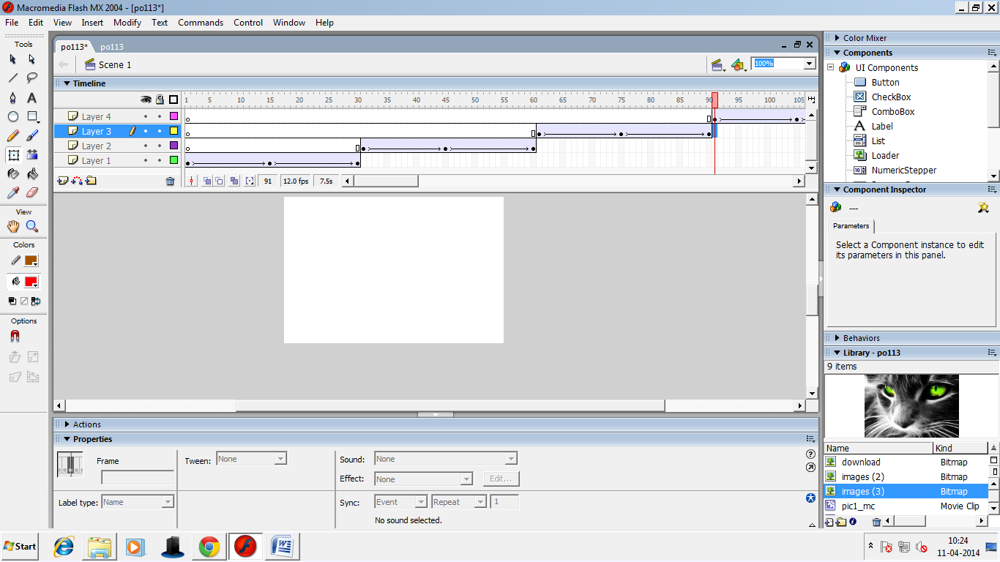 Macromedia Flash MX 2004 - [po113*]
File Edit View Insert Modify Text Commands Control Window Help
Tools
View
Colors
Options
po113* po113
Scene 1
100%
Timeline
1 5 10 15 20 25 30 35 40 45 50 55 60 65 70 75 80 85 90 95 100 105
Layer 4
Layer 3
Layer 2
Layer 1
91 12.0 fps 7.5s
Actions
Properties
Frame
Tween: None
Sound: None
Effect: None Edit...
Label type: Name
Sync: Event Repeat 1
No sound selected.
Color Mixer
Components
UI Components
Button
CheckBox
ComboBox
Label
List
Loader
NumericStepper
Component Inspector
---
Parameters
Select a Component instance to edit
its parameters in this panel.
Behaviors
Library - po113
9 items
Name Kind
download Bitmap
images (2) Bitmap
images (3) Bitmap
pic1_mc Movie Clip
Start
10:24
11-04-2014